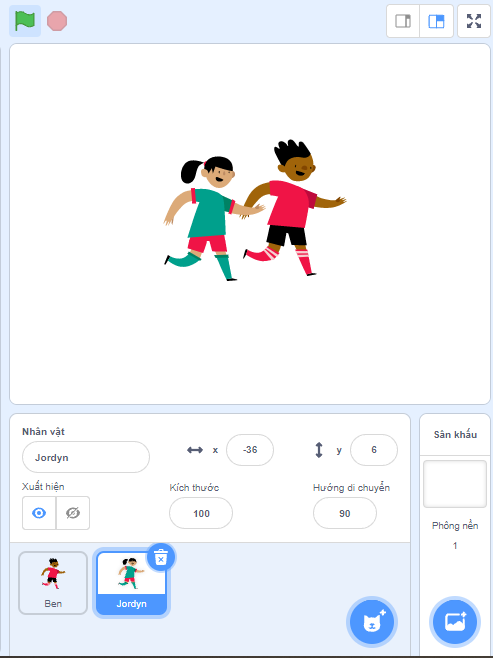 Nhân vật
Jordyn
x
-36
y
6
Xuất hiện
Kích thước
Hướng di chuyển
100
90
Ben
Jordyn
Sân khấu
Phông nền
1